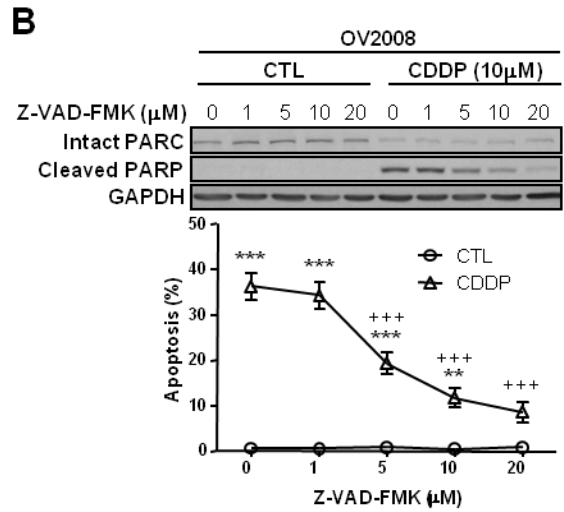 B
OV2008
CTL CDDP (10μM)
Z-VAD-FMK (μM) 0 1 5 10 20 0 1 5 10 20
Intact PARC
Cleaved PARP
GAPDH
50
40
30
20
10
0
Apoptosis (%)
*** *** +++ *** +++ ** +++
CTL
CDDP
0 1 5 10 20
Z-VAD-FMK (μM)